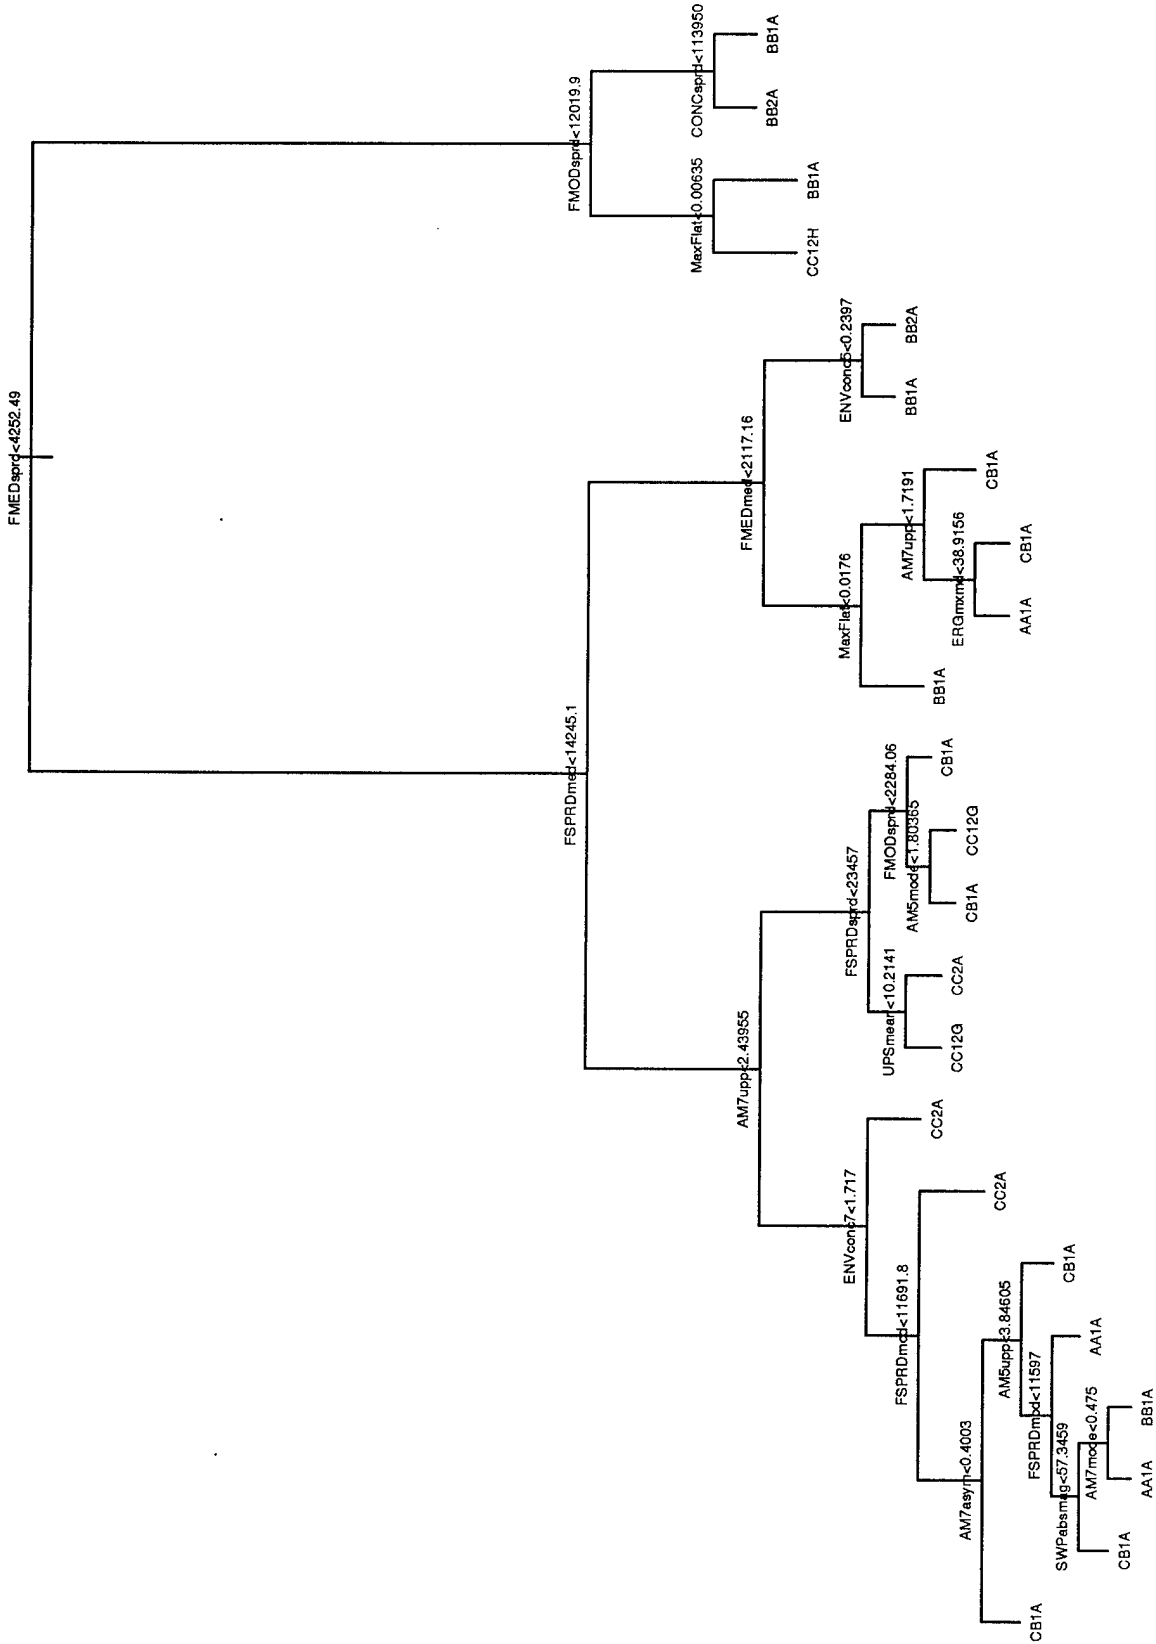 FMEDsprd<4252.49
FSPRDmed<14245.1
FMODsprd<12019.9
AM7upp<2.43955
FMEDmed<2117.16
MaxFlat<0.00635
CONCsprd<113950
ENVconc7<1.717
FSPRDsprd<23457
MaxFlat<0.0176
ENVconc5<0.2397
CC12H
BB1A
BB2A
BB1A
FSPRDmod<11691.8
CC2A
UPSmean<10.2141
FMODsprd<2284.06
BB1A
AM7upp<1.7191
BB1A
BB2A
AM7asym<0.4003
CC2A
CC12G
CC2A
AM5mode<1.80365
CB1A
ERGmxmd<38.9156
CB1A
CB1A
AM5upp<3.84605
CB1A
CC12G
AA1A
CB1A
FSPRDmod<11597
CB1A
SWPabsmag<57.3459
AA1A
CB1A
AM7mode<0.475
AA1A
BB1A